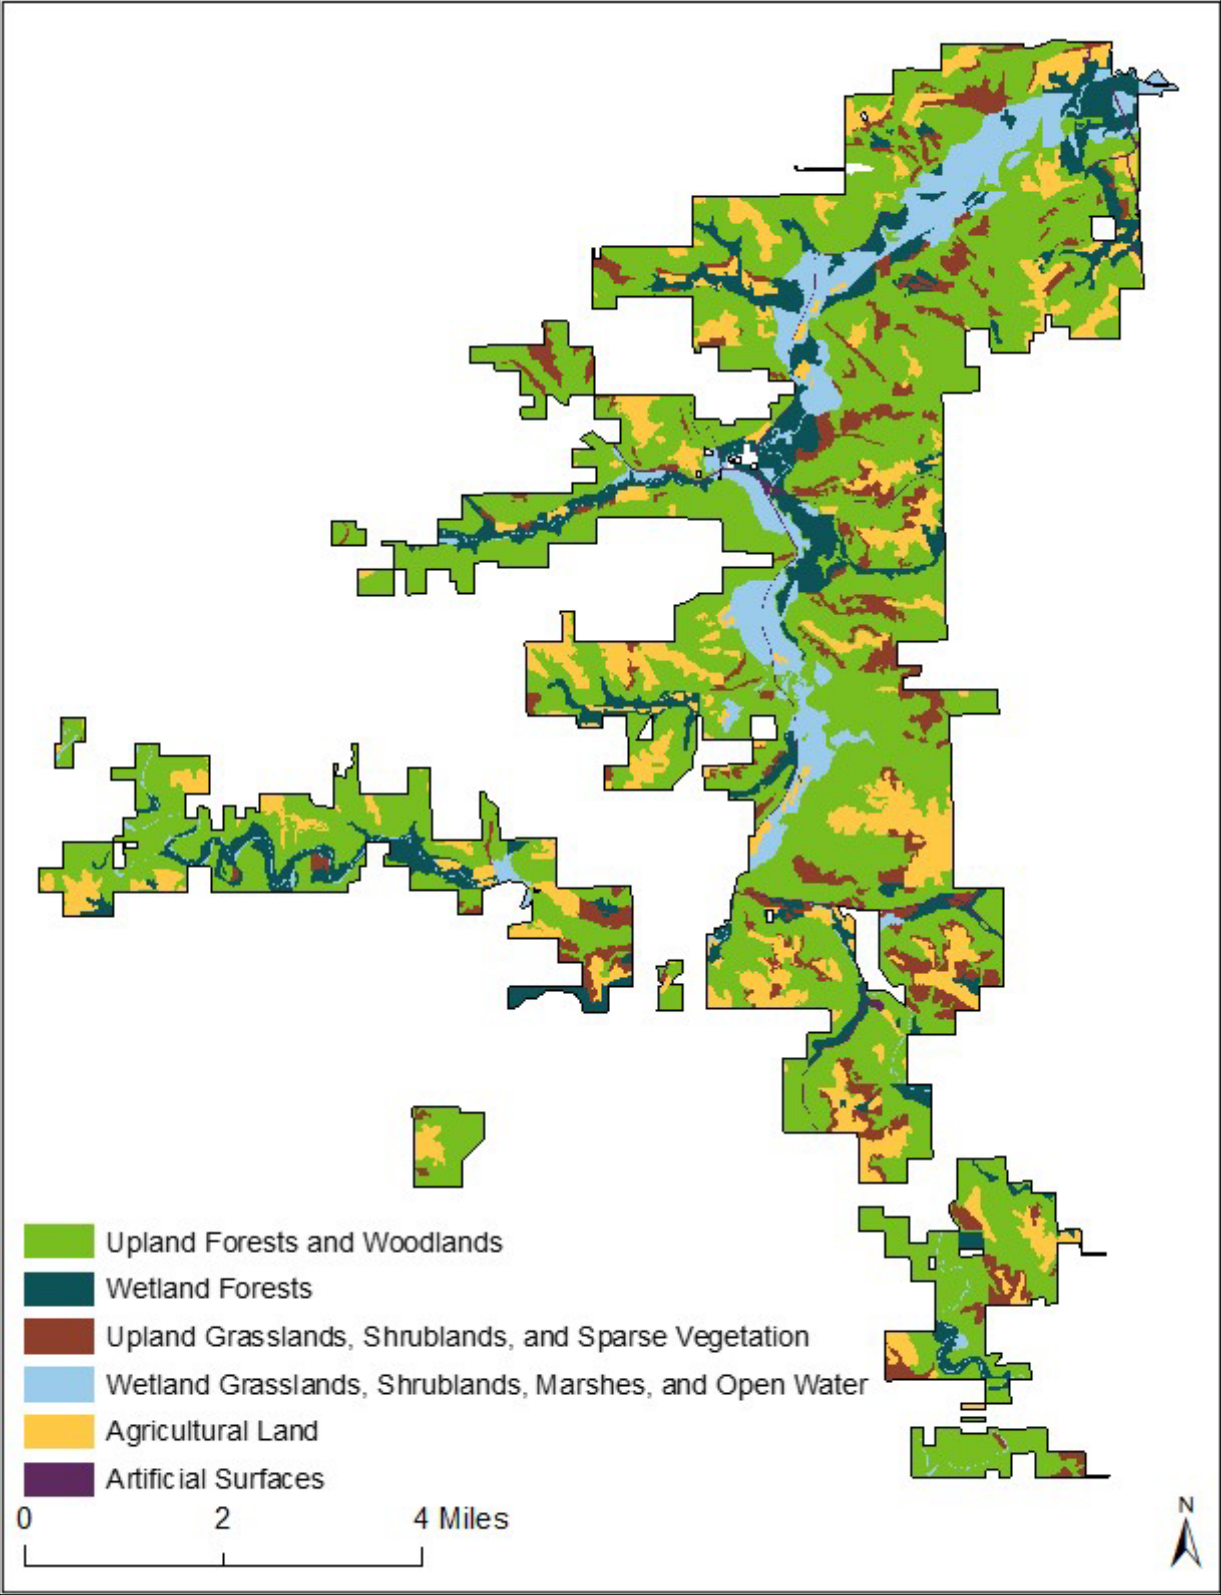 Upland Forests and Woodlands
Wetland Forests
Upland Grasslands, Shrublands, and Sparse Vegetation
Wetland Grasslands, Shrublands, Marshes, and Open Water
Agricultural Land
Artificial Surfaces
0 2 4 Miles
N